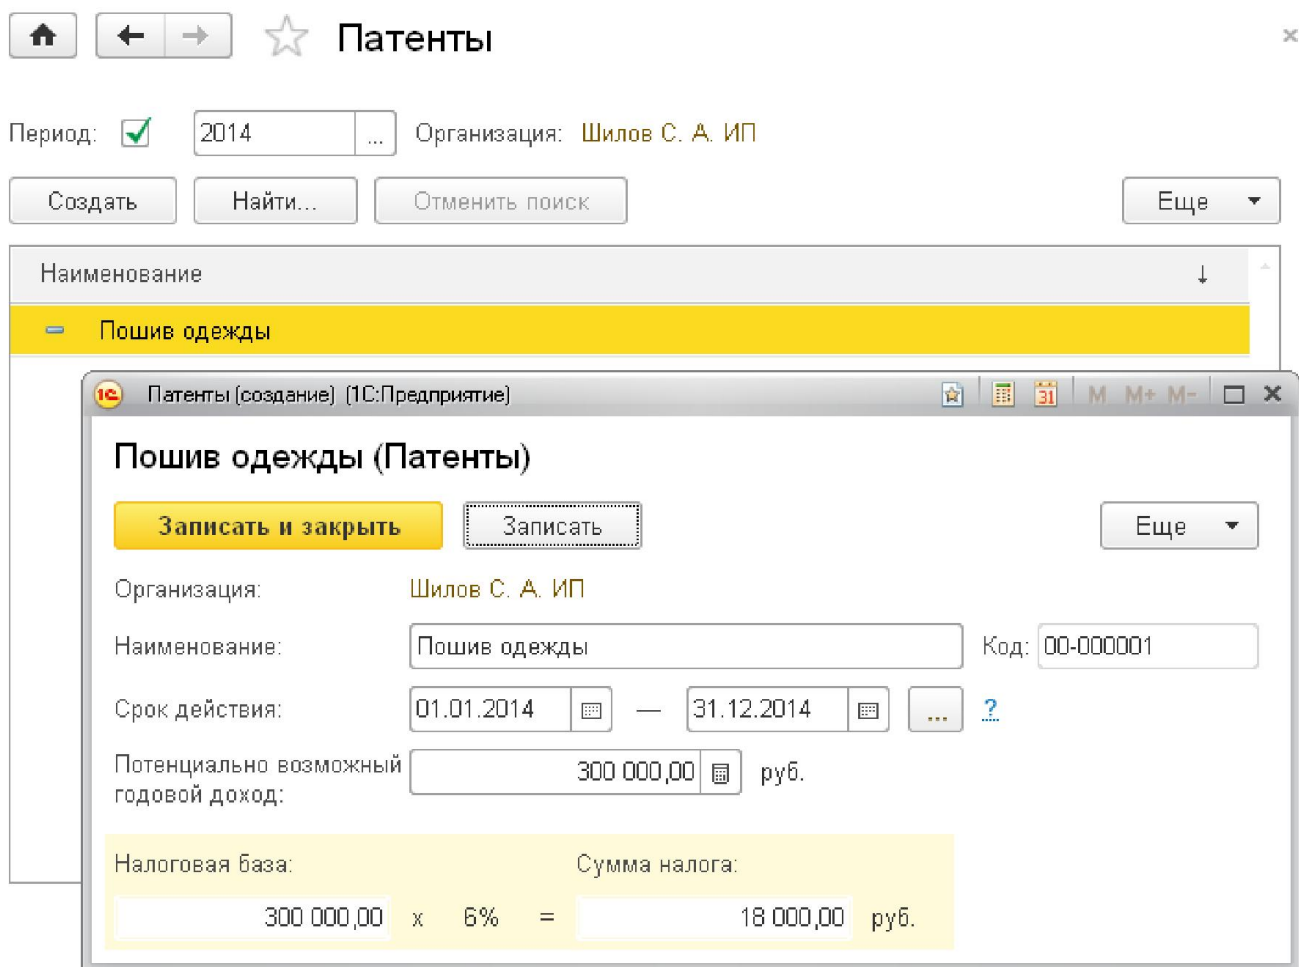 Патенты
Период: 2014 ... Организация: Шилов С. А. ИП
Создать Найти... Отменить поиск Еще
Наименование
Пошив одежды
1С Патенты (создание) (1С:Предприятие) 31 M M+ M-
Пошив одежды (Патенты)
Записать и закрыть Записать Еще
Организация: Шилов С. А. ИП
Наименование: Пошив одежды Код: 00-000001
Срок действия: 01.01.2014 — 31.12.2014 ... ?
Потенциально возможный
годовой доход: 300 000,00 руб.
Налоговая база: Сумма налога:
300 000,00 x 6% = 18 000,00 руб.